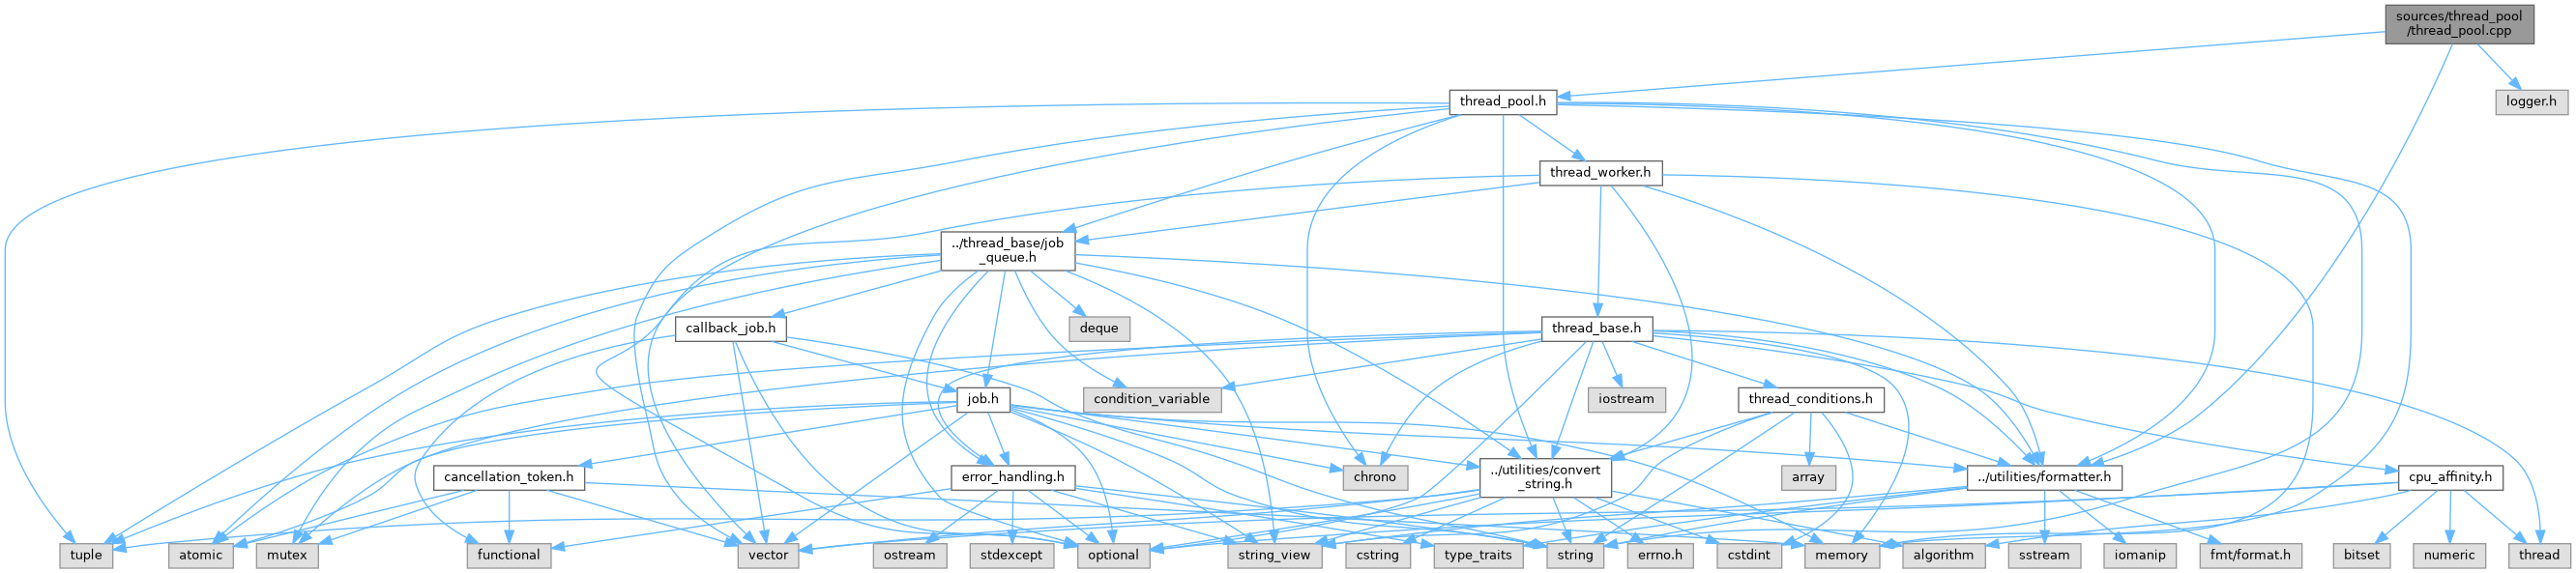 sources/thread_pool
/thread_pool.cpp
thread_pool.h
logger.h
thread_worker.h
../thread_base/job
_queue.h
callback_job.h
deque
thread_base.h
job.h
condition_variable
iostream
thread_conditions.h
cancellation_token.h
error_handling.h
chrono
../utilities/convert
_string.h
array
../utilities/formatter.h
cpu_affinity.h
tuple
atomic
mutex
functional
vector
ostream
stdexcept
optional
string_view
cstring
type_traits
string
errno.h
cstdint
memory
algorithm
sstream
iomanip
fmt/format.h
bitset
numeric
thread